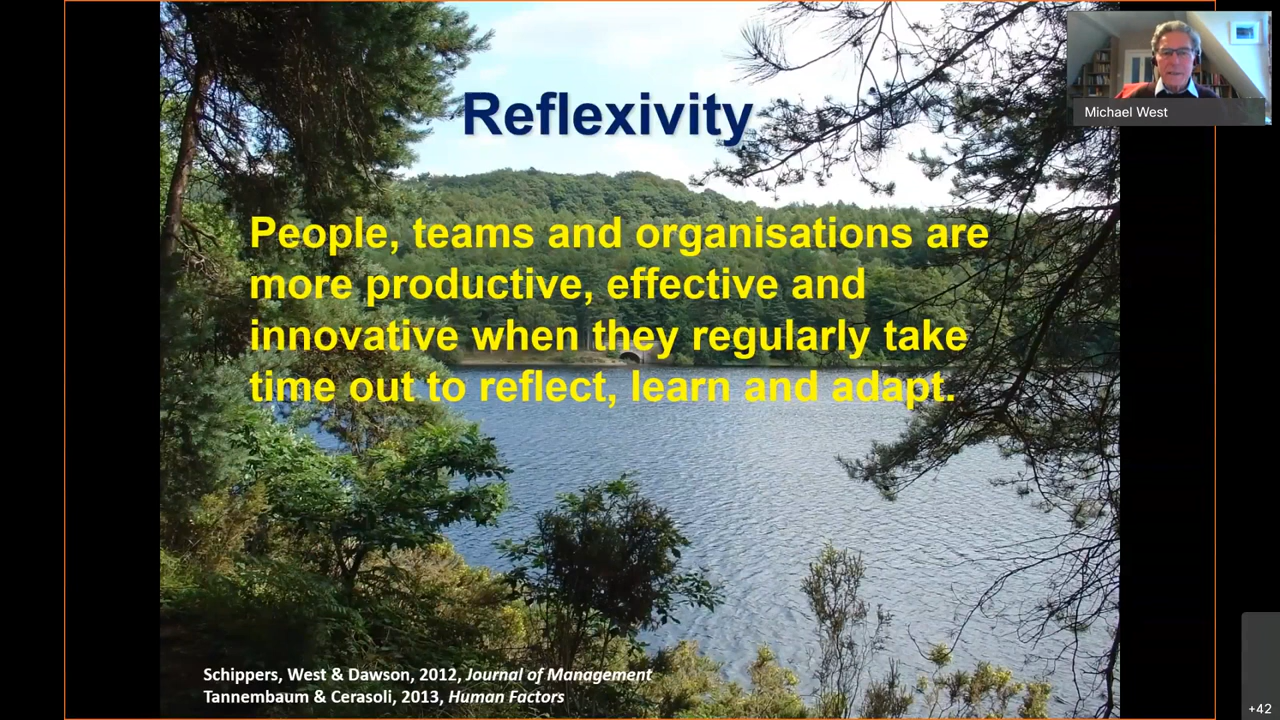 Reflexivity
Michael West
People, teams and organisations are
more productive, effective and
innovative when they regularly take
time out to reflect, learn and adapt.
Schippers, West & Dawson, 2012, Journal of Management
Tannembaum & Cerasoli, 2013, Human Factors
+42